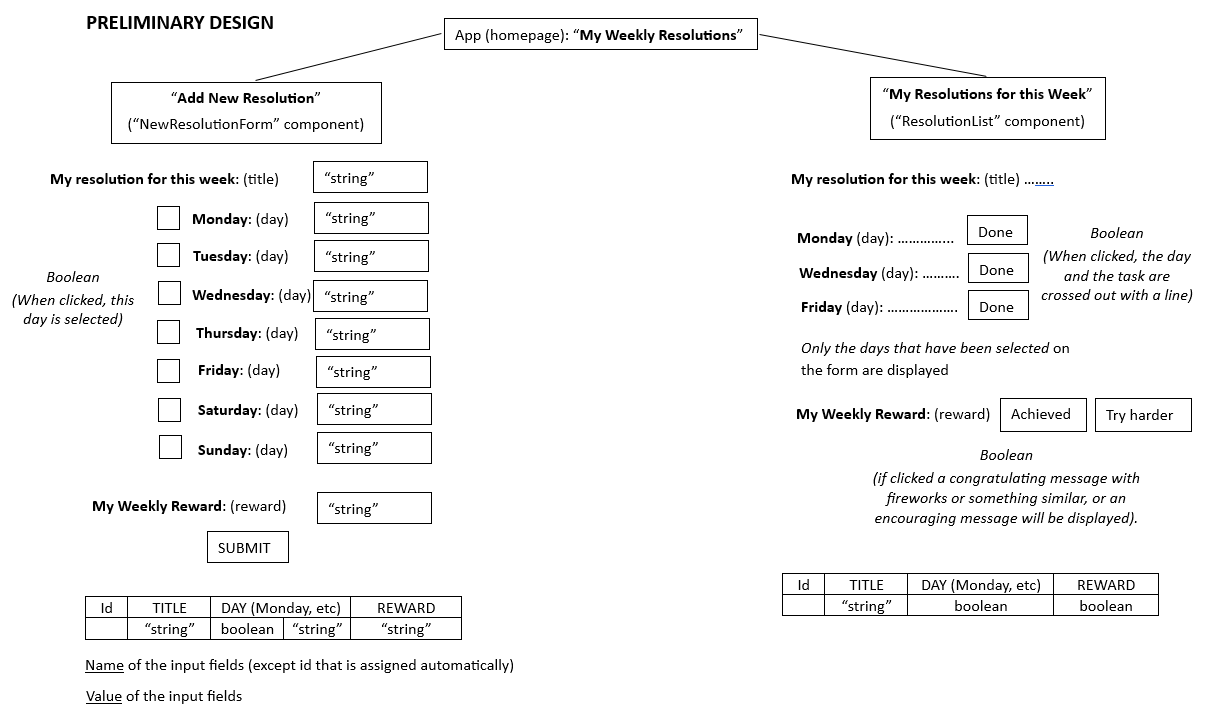 PRELIMINARY DESIGN
App (homepage): “My Weekly Resolutions”
“Add New Resolution”
(“NewResolutionForm” component)
My resolution for this week: (title) “string”
Monday: (day) “string”
Tuesday: (day) “string”
Wednesday: (day) “string”
Thursday: (day) “string”
Friday: (day) “string”
Saturday: (day) “string”
Sunday: (day) “string”
Boolean
(When clicked, this
day is selected)
My Weekly Reward: (reward) “string”
SUBMIT
Id TITLE DAY (Monday, etc) REWARD
“string” boolean “string” “string”
Name of the input fields (except id that is assigned automatically)
Value of the input fields
“My Resolutions for this Week”
(“ResolutionList” component)
My resolution for this week: (title) ……..
Monday (day): ………….. Done
Wednesday (day): ………. Done
Friday (day): ………………. Done
Boolean
(When clicked, the day
and the task are
crossed out with a line)
Only the days that have been selected on
the form are displayed
My Weekly Reward: (reward) Achieved Try harder
Boolean
(if clicked a congratulating message with
fireworks or something similar, or an
encouraging message will be displayed).
Id TITLE DAY (Monday, etc) REWARD
“string” boolean boolean